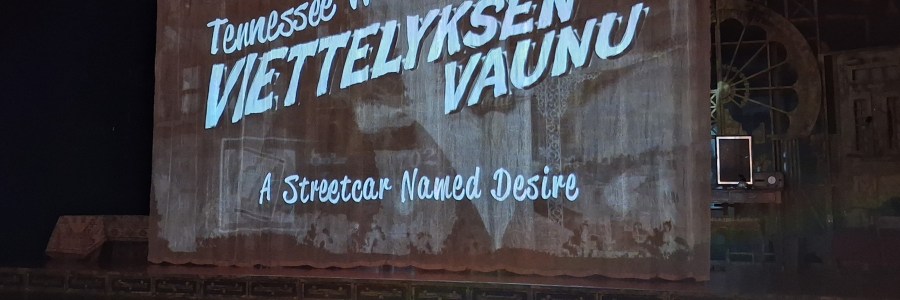 Tennessee
VIETTELYKSEN
VAUNU
A Streetcar Named Desire